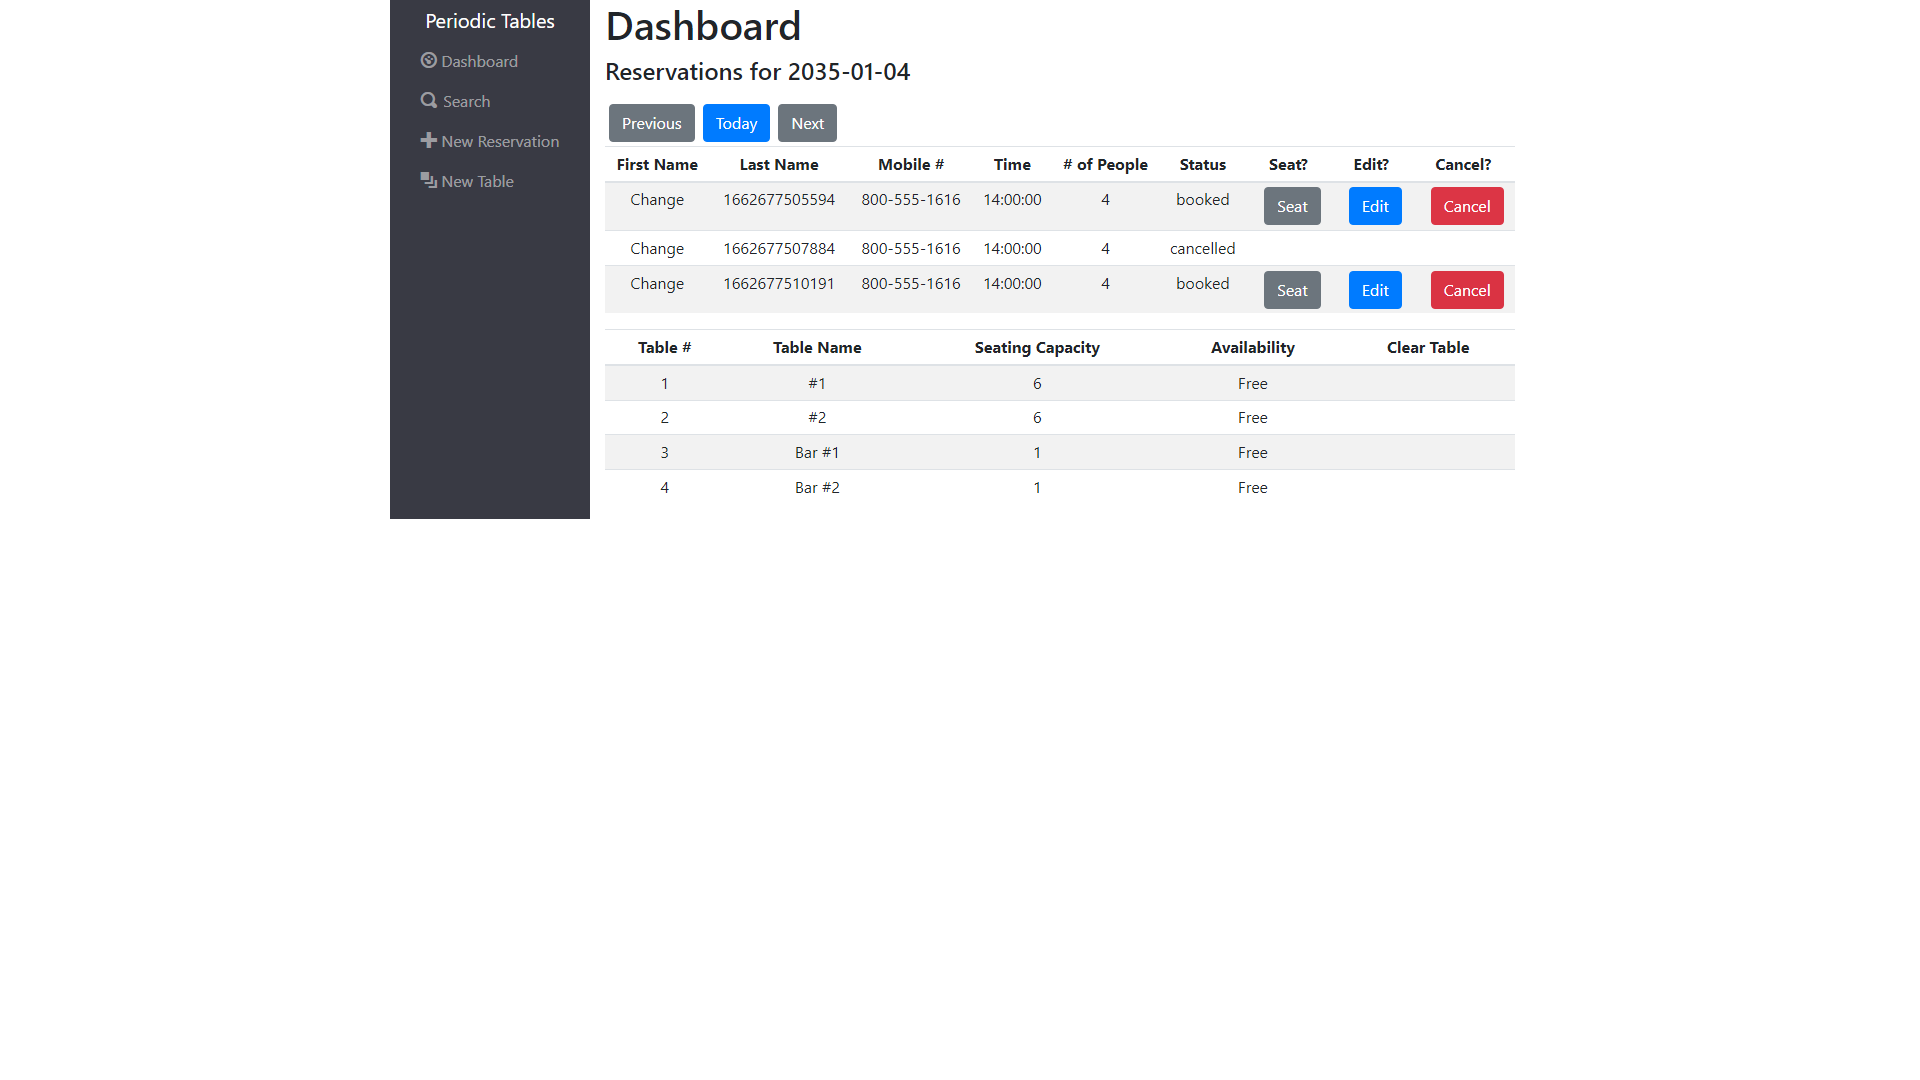 Periodic Tables
Dashboard
Search
New Reservation
New Table
Dashboard
Reservations for 2035-01-04
Previous Today Next
First Name Last Name Mobile # Time # of People Status Seat? Edit? Cancel?
Change 1662677505594 800-555-1616 14:00:00 4 booked Seat Edit Cancel
Change 1662677507884 800-555-1616 14:00:00 4 cancelled
Change 1662677510191 800-555-1616 14:00:00 4 booked Seat Edit Cancel
Table # Table Name Seating Capacity Availability Clear Table
1 #1 6 Free
2 #2 6 Free
3 Bar #1 1 Free
4 Bar #2 1 Free